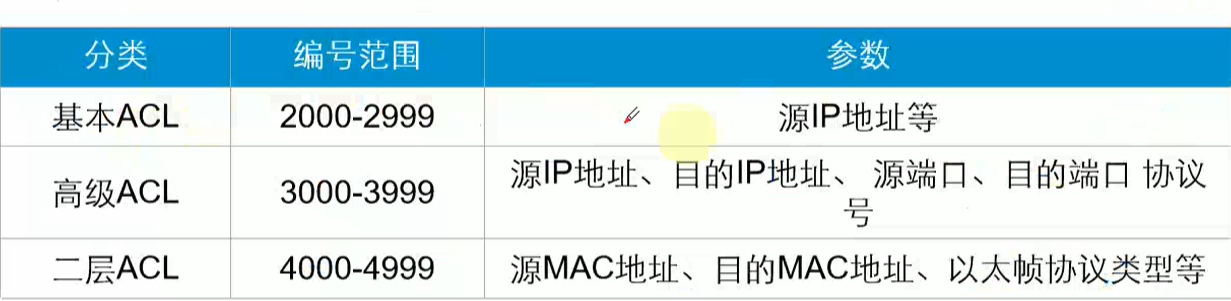 分类 编号范围 参数
基本ACL 2000-2999 源IP地址等
高级ACL 3000-3999 源IP地址、目的IP地址、 源端口、目的端口 协议
号
二层ACL 4000-4999 源MAC地址、目的MAC地址、以太帧协议类型等